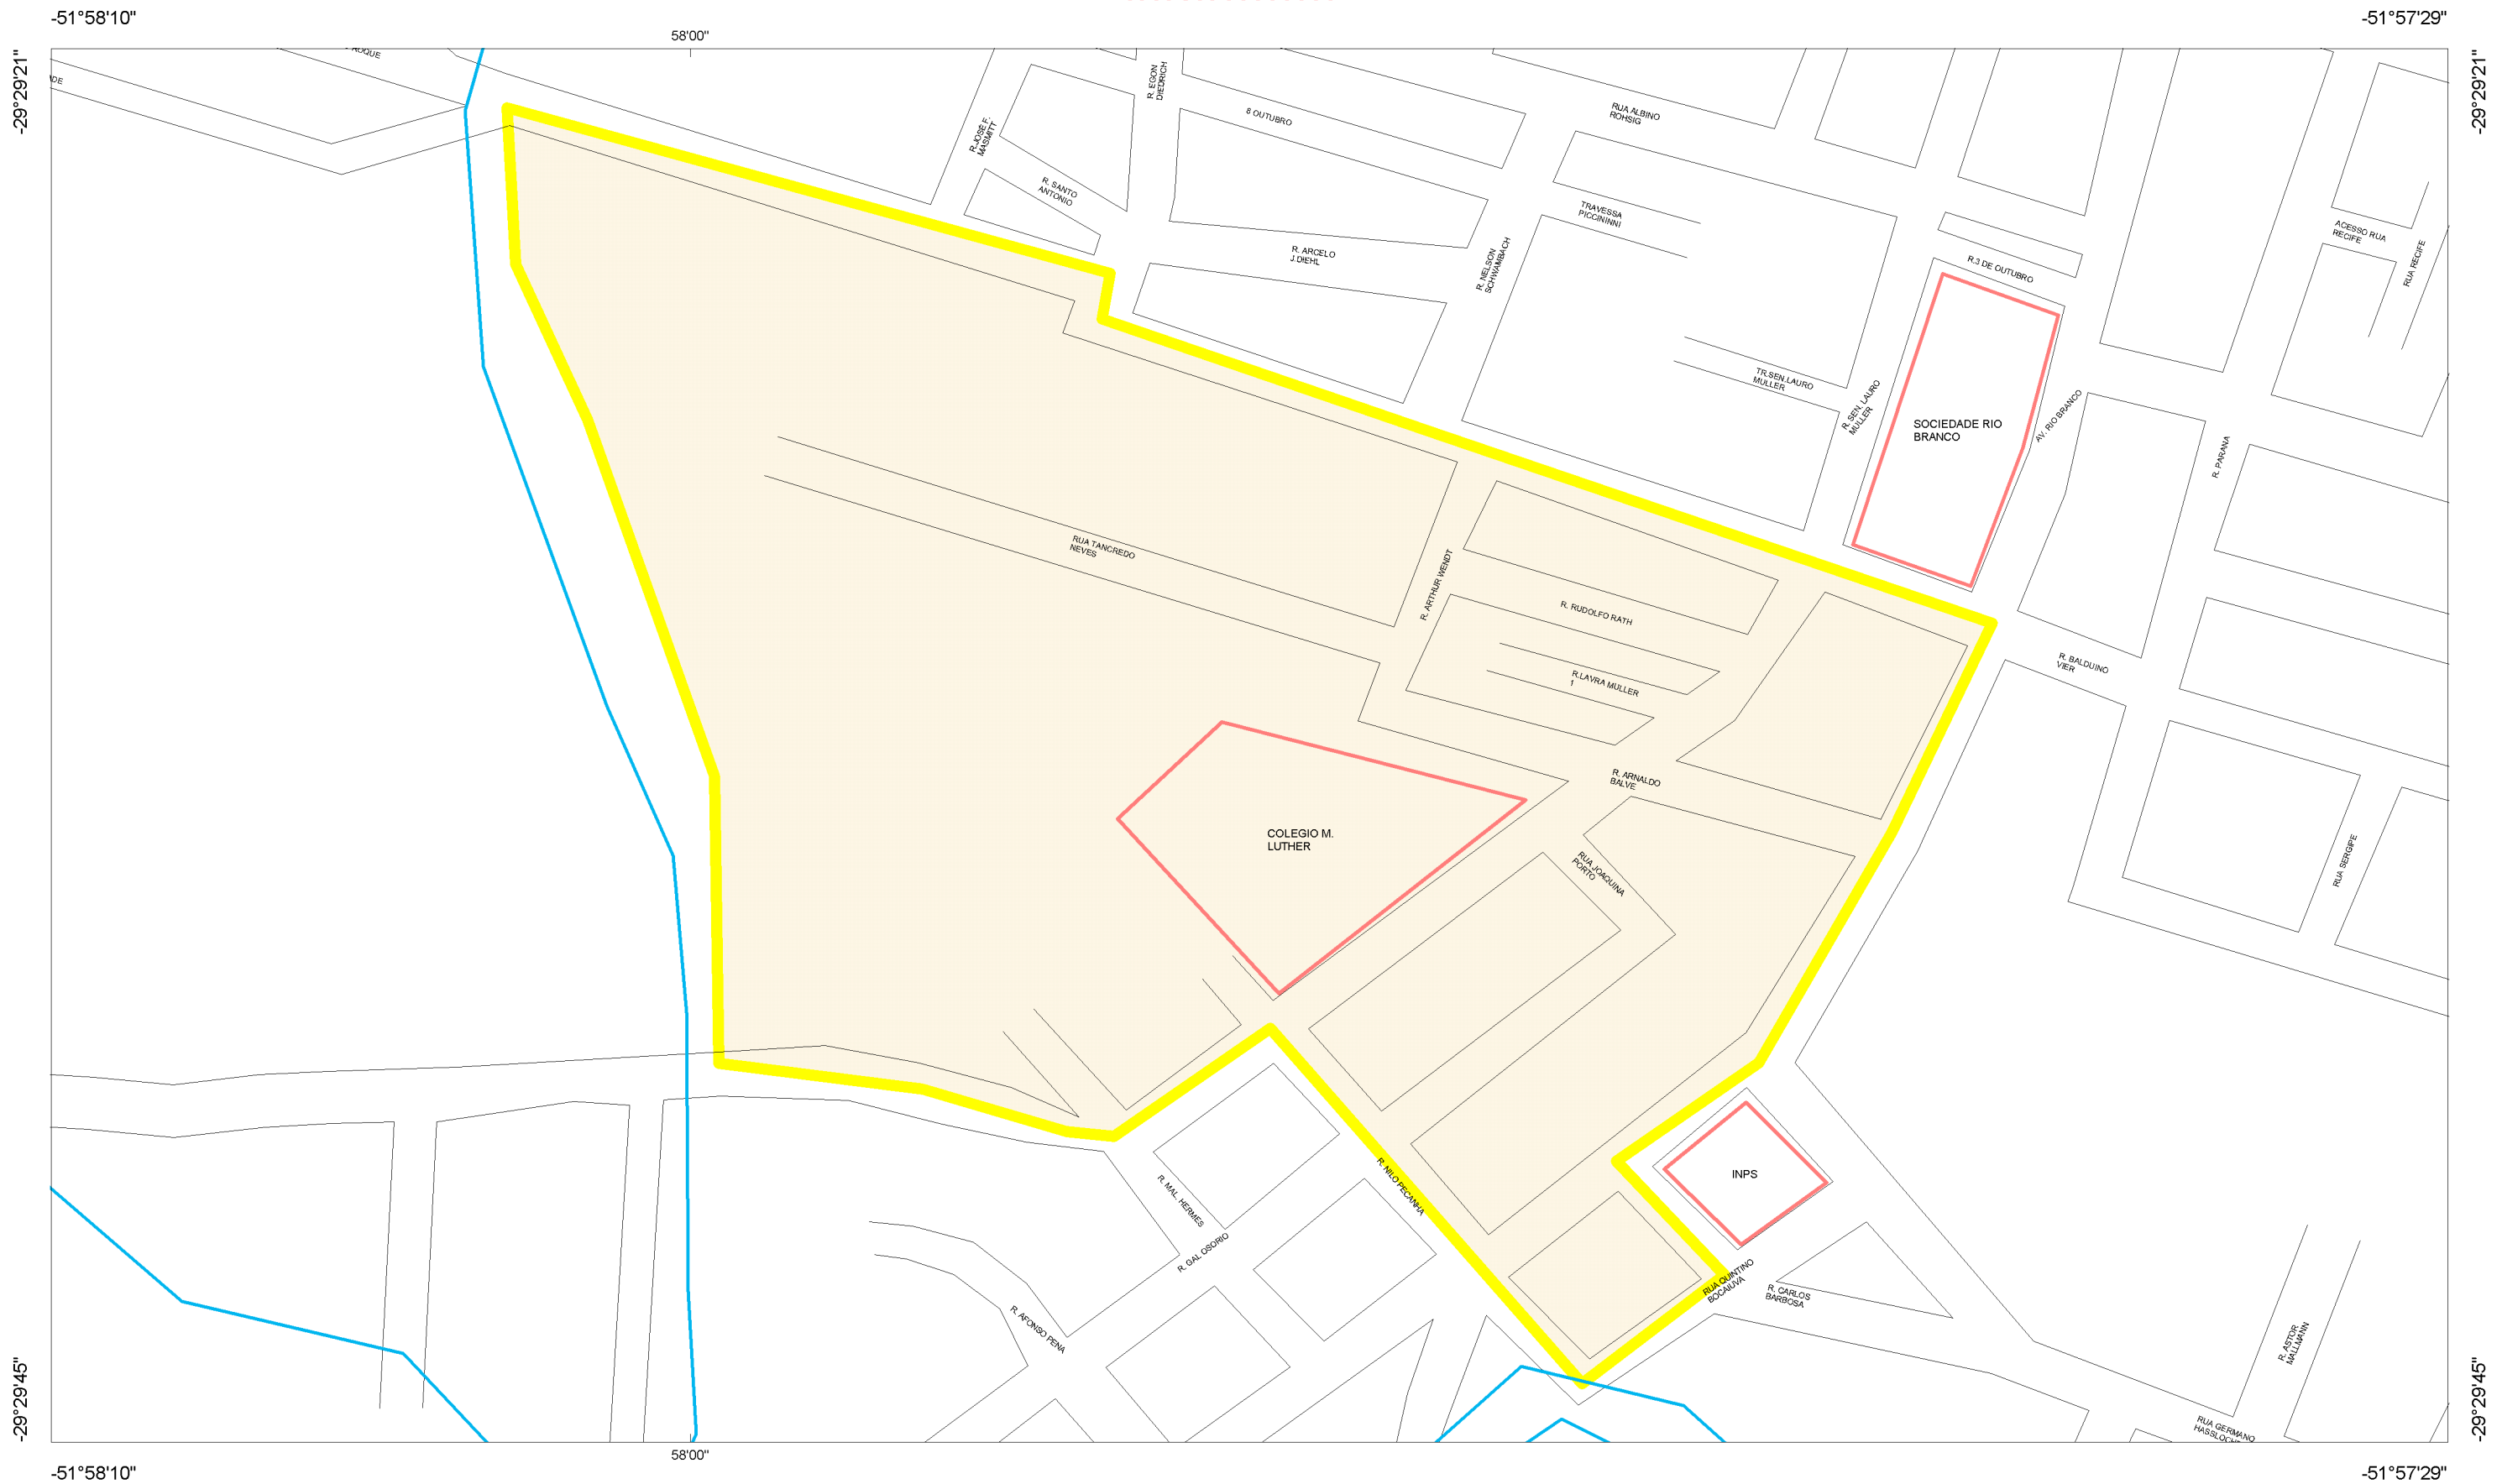 -51°58'10"
-51°57'29"
58'00"
-29°29'21"
-29°29'21"
ROQUE
R. EGON
DIEDRICH
8 OUTUBRO
RUA ALBINO
ROHSIG
R.JOSE F.
MASMITT
R. SANTO
ANTONIO
TRAVESSA
PICCININNI
R. ARCELO
J.DIEHL
R. NELSON
SCHWAMBACH
ACESSO RUA
RECIFE
RUA RECIFE
R.3 DE OUTUBRO
TR.SEN.LAURO
MULLER
R. SEN. LAURO
MULLER
SOCIEDADE RIO
BRANCO
AV. RIO BRANCO
R. PARANA
RUA TANCREDO
NEVES
R. ARTHUR WENDT
R. RUDOLFO RATH
R.LAVRA MULLER
1
R. BALDUINO
VIER
R. ARNALDO
BALVE
COLEGIO M.
LUTHER
RUA JOAQUINA
PORTO
RUA SERGIPE
R. NILO PECANHA
INPS
R. MAL. HERMES
R. GAL OSORIO
RUA QUINTINO
BOCAIUVA
R. CARLOS
BARBOSA
R. AFONSO PENA
R. ASTOR
MALLMANN
RUA GERMANO
-29°29'45"
-29°29'45"
58'00"
-51°58'10"
-51°57'29"